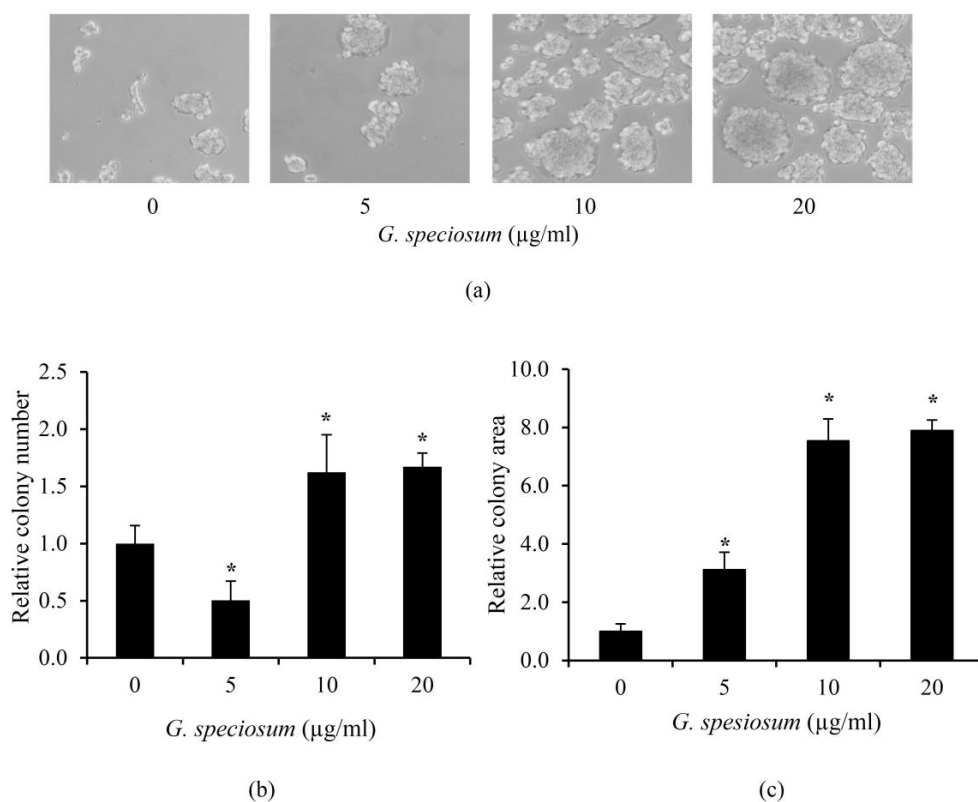 0 5 10 20
G. speciosum (µg/ml)
(a)
Relative colony number
2.5
2.0
1.5
1.0
0.5
0.0
* * *
0 5 10 20
G. speciosum (µg/ml)
(b)
Relative colony area
10.0
8.0
6.0
4.0
2.0
0.0
* * *
0 5 10 20
G. spesiosum (µg/ml)
(c)